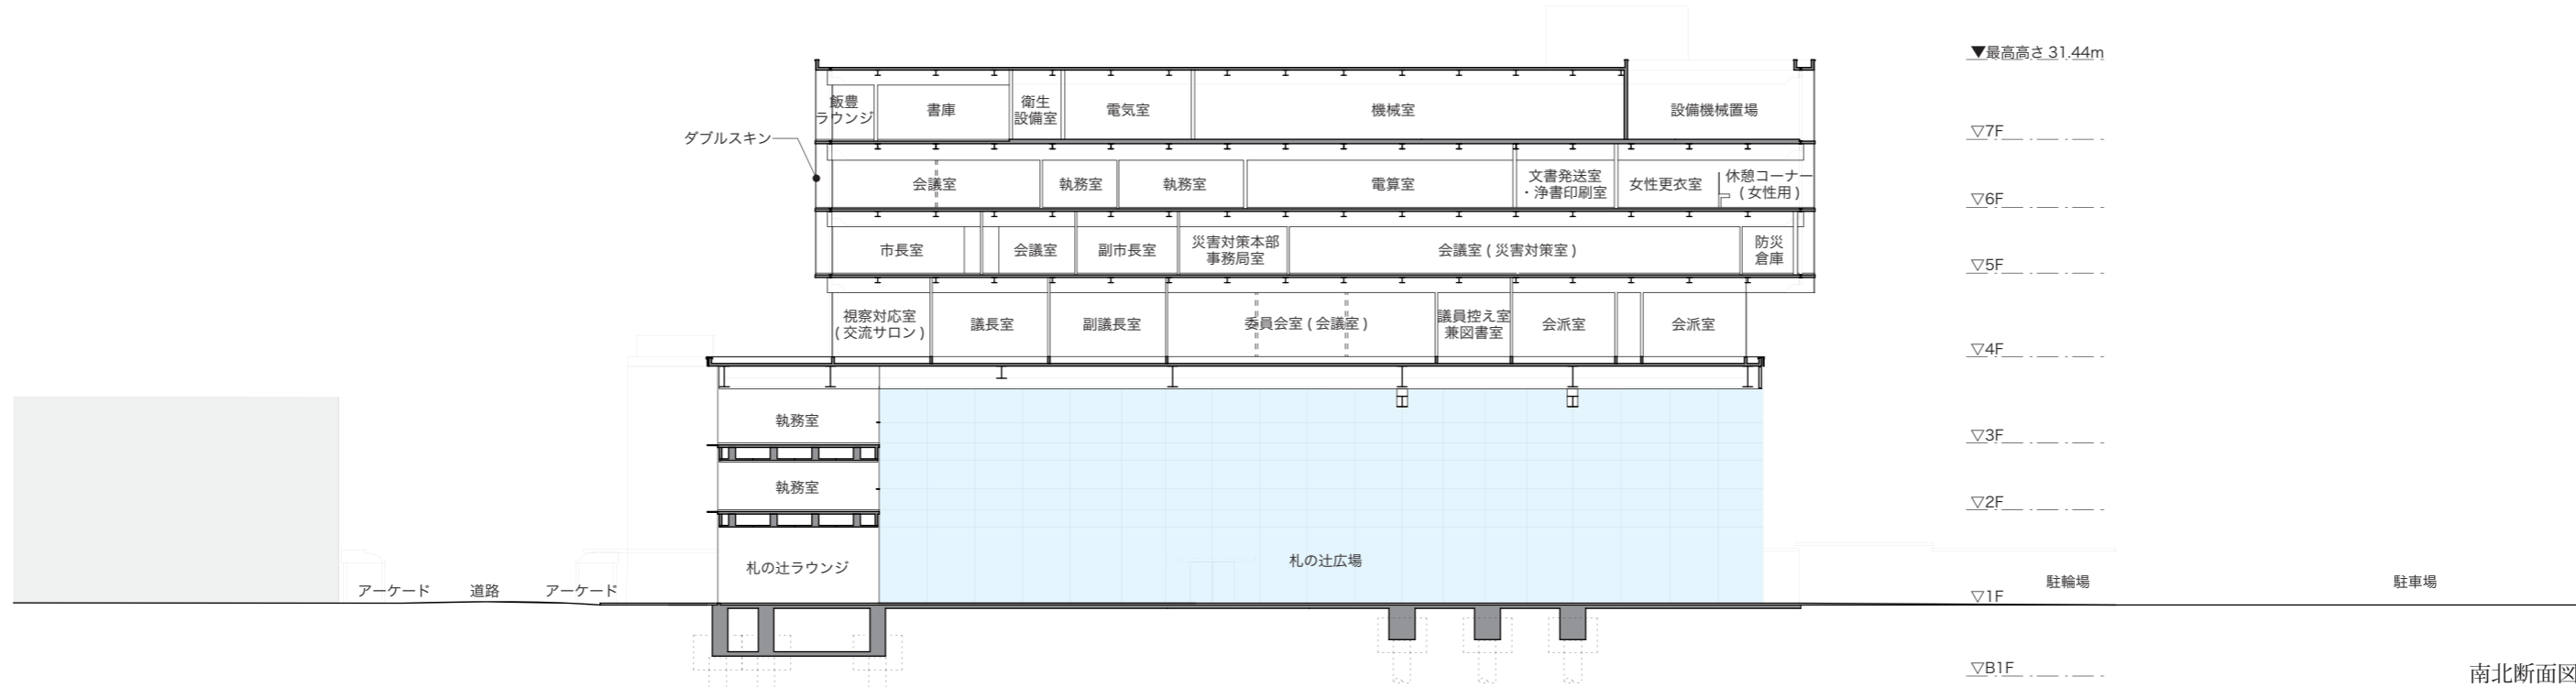 ▼最高高さ 31.44m
飯豊
ラウンジ
書庫
衛生
設備室
電気室
機械室
設備機械置場
▽7F
ダブルスキン
会議室
執務室
執務室
電算室
文書発送室
・浄書印刷室
女性更衣室
休憩コーナー
( 女性用 )
▽6F
市長室
会議室
副市長室
災害対策本部
事務局室
会議室 ( 災害対策室 )
防災
倉庫
▽5F
視察対応室
( 交流サロン )
議長室
副議長室
委員会室 ( 会議室 )
議員控え室
兼図書室
会派室
会派室
▽4F
執務室
▽3F
執務室
▽2F
札の辻ラウンジ
札の辻広場
アーケード
道路
アーケード
▽1F
駐輪場
駐車場
▽B1F
南北断面図